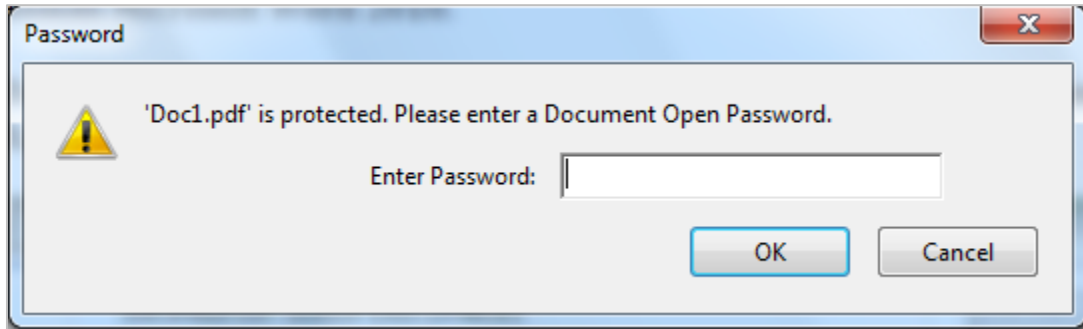 Password
'Doc1.pdf' is protected. Please enter a Document Open Password.
Enter Password:
OK
Cancel